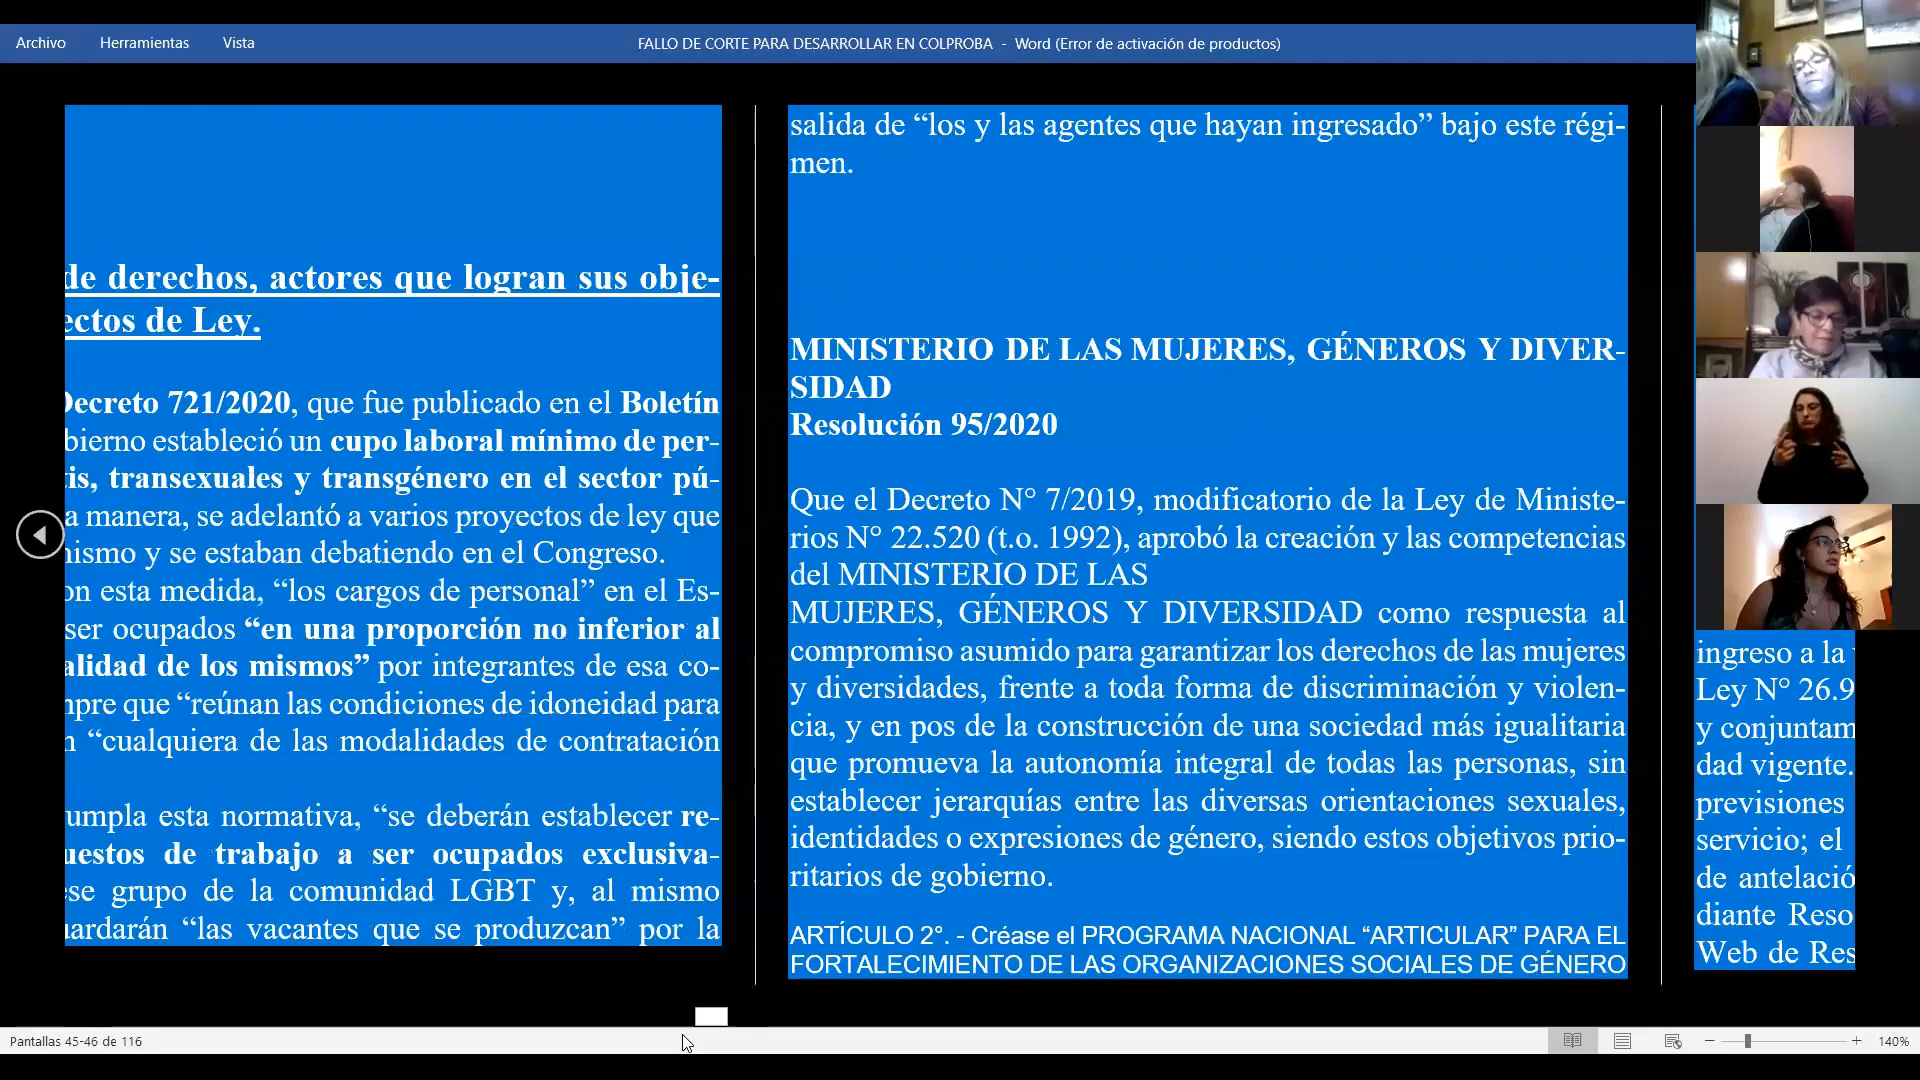 Archivo Herramientas Vista FALLO DE CORTE PARA DESARROLLAR EN COLPROBA - Word (Error de activación de productos)
de derechos, actores que logran sus obje-
ectos de Ley.
Decreto 721/2020, que fue publicado en el Boletín
bierno estableció un cupo laboral mínimo de per-
tis, transexuales y transgénero en el sector pú-
a manera, se adelantó a varios proyectos de ley que
mismo y se estaban debatiendo en el Congreso.
on esta medida, “los cargos de personal” en el Es-
ser ocupados “en una proporción no inferior al
alidad de los mismos” por integrantes de esa co-
mpre que “reúnan las condiciones de idoneidad para
n “cualquiera de las modalidades de contratación
umpla esta normativa, “se deberán establecer re-
uestos de trabajo a ser ocupados exclusiva-
ese grupo de la comunidad LGBT y, al mismo
uardarán “las vacantes que se produzcan” por la
salida de “los y las agentes que hayan ingresado” bajo este régi-
men.
MINISTERIO DE LAS MUJERES, GÉNEROS Y DIVER-
SIDAD
Resolución 95/2020
Que el Decreto N° 7/2019, modificatorio de la Ley de Ministe-
rios N° 22.520 (t.o. 1992), aprobó la creación y las competencias
del MINISTERIO DE LAS
MUJERES, GÉNEROS Y DIVERSIDAD como respuesta al
compromiso asumido para garantizar los derechos de las mujeres
y diversidades, frente a toda forma de discriminación y violen-
cia, y en pos de la construcción de una sociedad más igualitaria
que promueva la autonomía integral de todas las personas, sin
establecer jerarquías entre las diversas orientaciones sexuales,
identidades o expresiones de género, siendo estos objetivos prio-
ritarios de gobierno.
ARTÍCULO 2°. - Créase el PROGRAMA NACIONAL “ARTICULAR” PARA EL
FORTALECIMIENTO DE LAS ORGANIZACIONES SOCIALES DE GÉNERO
ingreso a la
Ley N° 26.9
y conjuntam
dad vigente.
previsiones
servicio; el
de antelació
diante Reso
Web de Res
Pantallas 45-46 de 116
140%